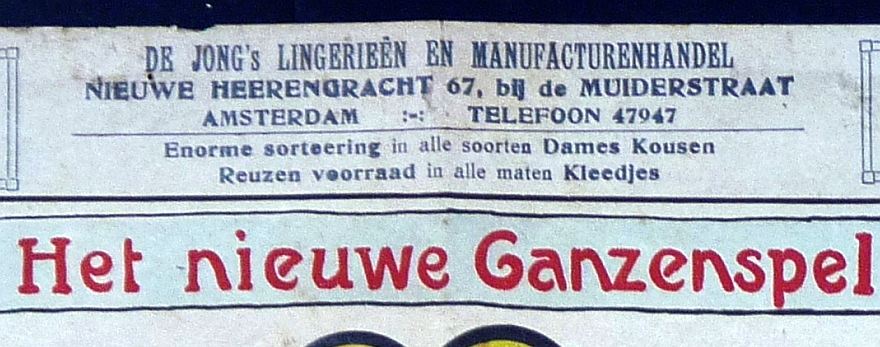 DE JONG's LINGERIEËN EN MANUFACTURENHANDEL
NIEUWE HEERENGRACHT 67, bij de MUIDERSTRAAT
AMSTERDAM :-: TELEFOON 47947
Enorme sorteering in alle soorten Dames Kousen
Reuzen voorraad in alle maten Kleedjes
Het nieuwe Ganzenspel